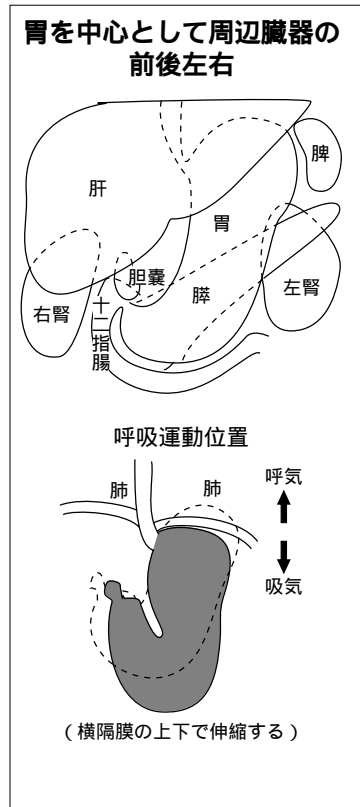 胃を中心として周辺臓器の
前後左右
肝
脾
胃
胆嚢
膵
右腎
左腎
十二指腸
呼吸運動位置
肺
肺
呼気
吸気
(横隔膜の上下で伸縮する)